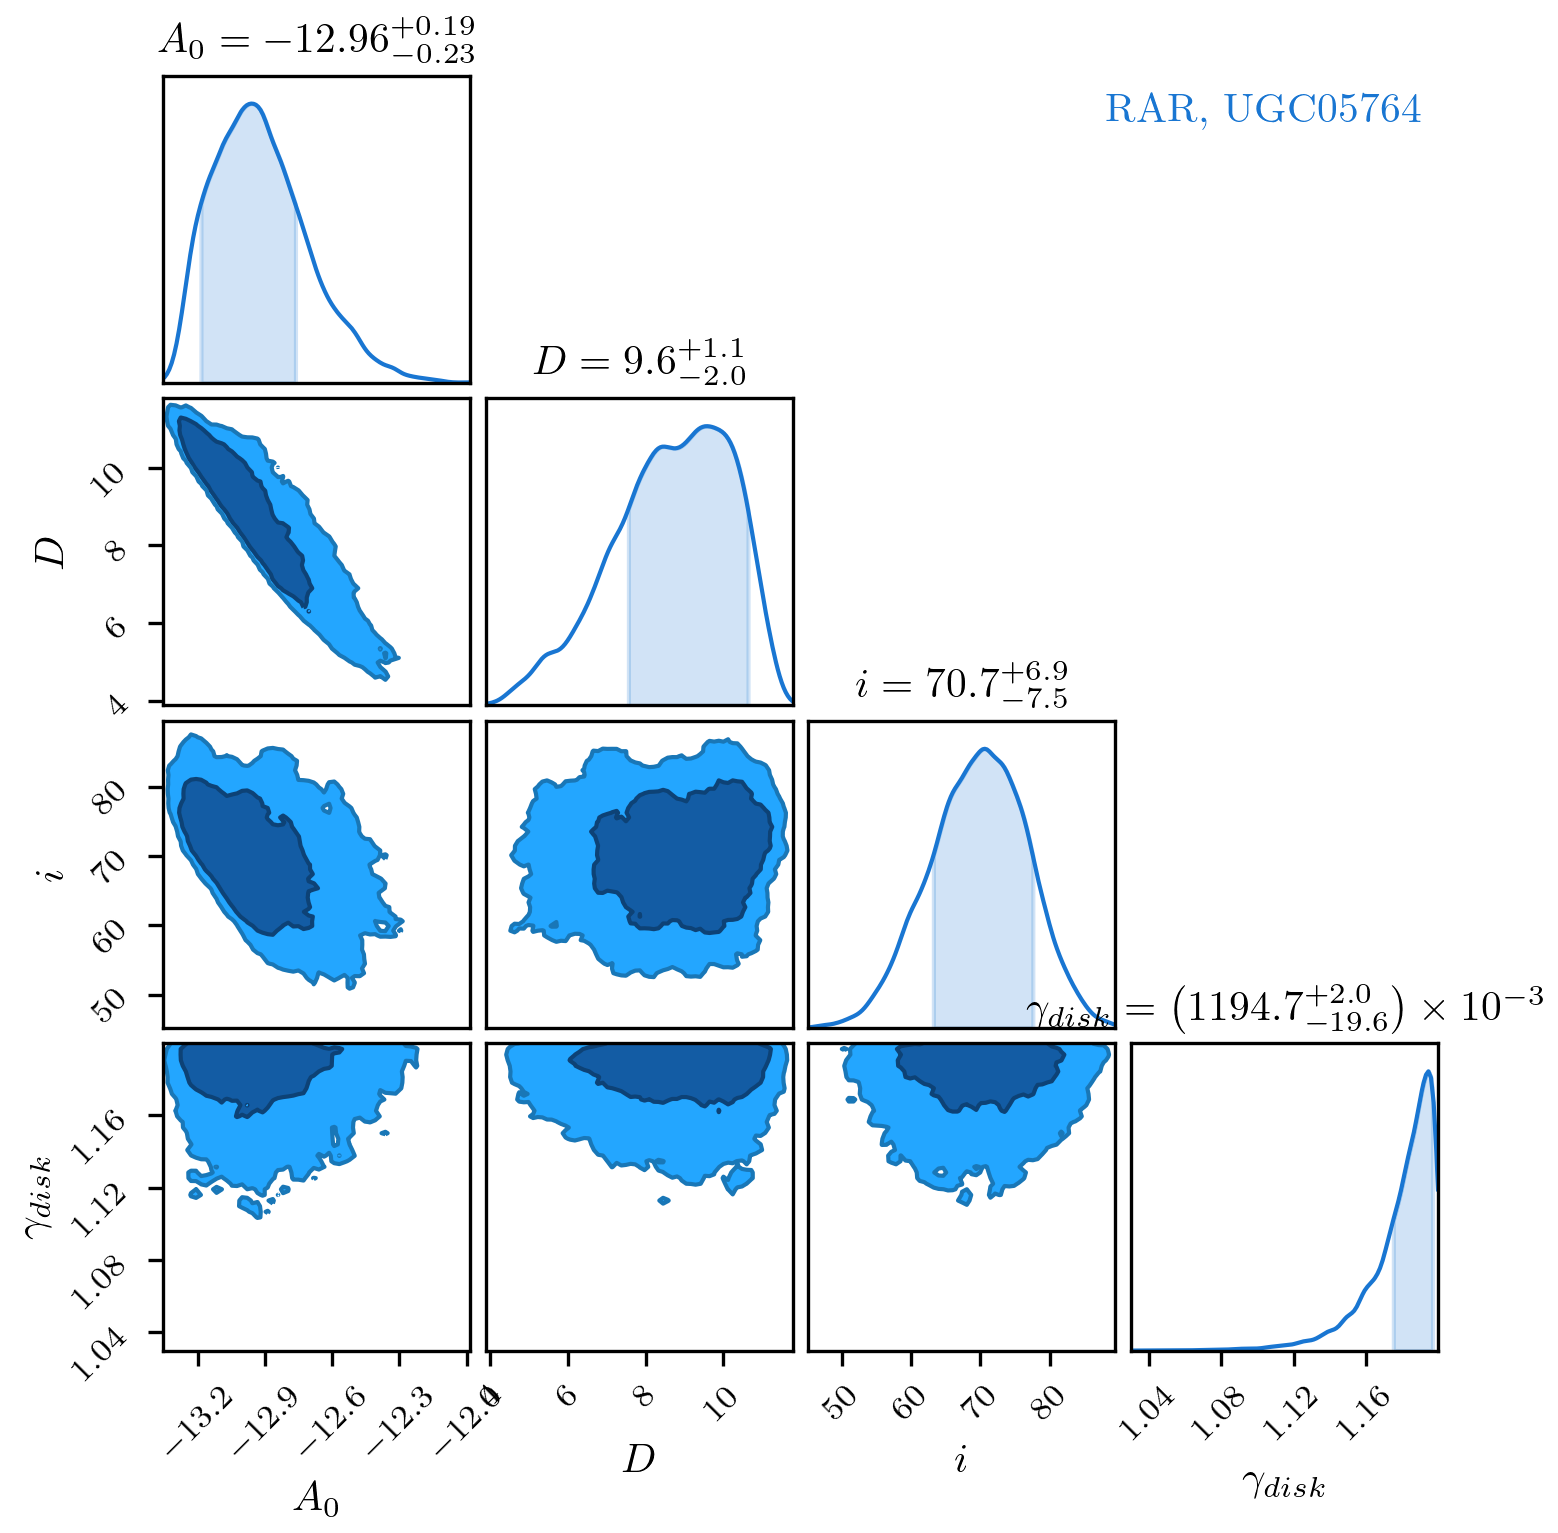 A₀ = −12.96⁺⁰·¹⁹₋₀.₂₃
RAR, UGC05764
D = 9.6⁺¹·¹₋₂.₀
10
8
6
4
D
i = 70.7⁺⁶·⁹₋₇.₅
80
70
60
50
i
γ_disk = (1194.7⁺²·⁰₋₁₉.₆) × 10⁻³
1.16
1.12
1.08
1.04
γ_disk
−13.2
−12.9
−12.6
−12.3
−12.0
A₀
4
6
8
10
D
50
60
70
80
i
1.04
1.08
1.12
1.16
γ_disk